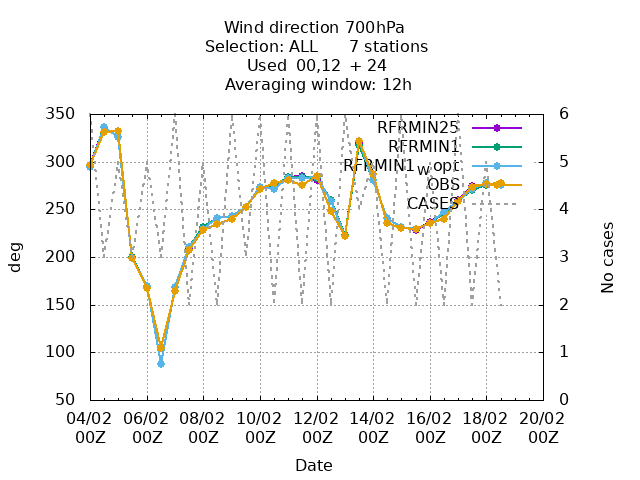 Wind direction 700hPa
Selection: ALL 7 stations
Used 00,12 + 24
Averaging window: 12h
350 6
RFRMIN25
RFRMIN1
300 5
RFRMIN1_w_opt
OBS
250 4
CASES
200 3
deg
No cases
150 2
100 1
50 0
04/02 06/02 08/02 10/02 12/02 14/02 16/02 18/02 20/02
00Z 00Z 00Z 00Z 00Z 00Z 00Z 00Z 00Z
Date